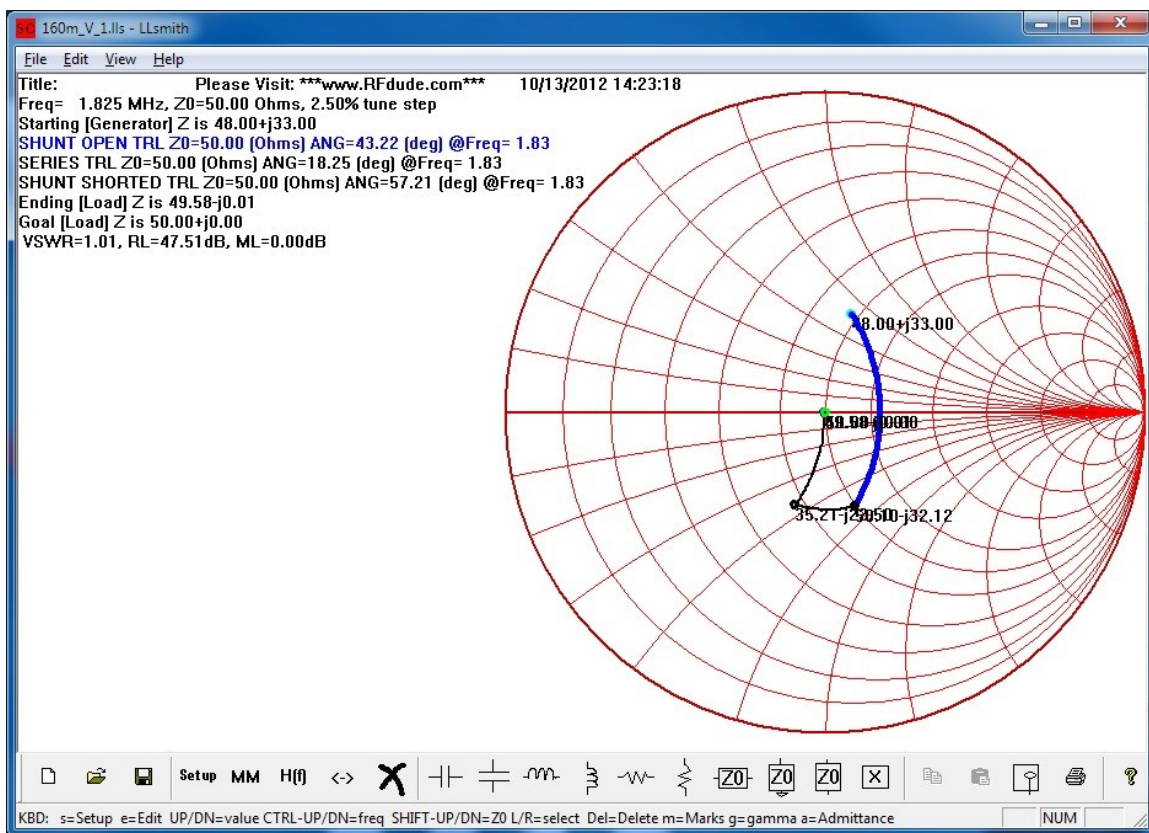 160m_V_1.lls - LLsmith
File Edit View Help
Title: Please Visit: ***www.RFdude.com*** 10/13/2012 14:23:18
Freq= 1.825 MHz, Z0=50.00 Ohms, 2.50% tune step
Starting [Generator] Z is 48.00+j33.00
SHUNT OPEN TRL Z0=50.00 (Ohms) ANG=43.22 (deg) @Freq= 1.83
SERIES TRL Z0=50.00 (Ohms) ANG=18.25 (deg) @Freq= 1.83
SHUNT SHORTED TRL Z0=50.00 (Ohms) ANG=57.21 (deg) @Freq= 1.83
Ending [Load] Z is 49.58-j0.01
Goal [Load] Z is 50.00+j0.00
VSWR=1.01, RL=47.51dB, ML=0.00dB
48.00+j33.00
-j32.12
Setup MM H(f) <-> Z0 Z0 Z0 X
KBD: s=Setup e=Edit UP/DN=value CTRL-UP/DN=freq SHIFT-UP/DN=Z0 L/R=select Del=Delete m=Marks g=gamma a=Admittance NUM